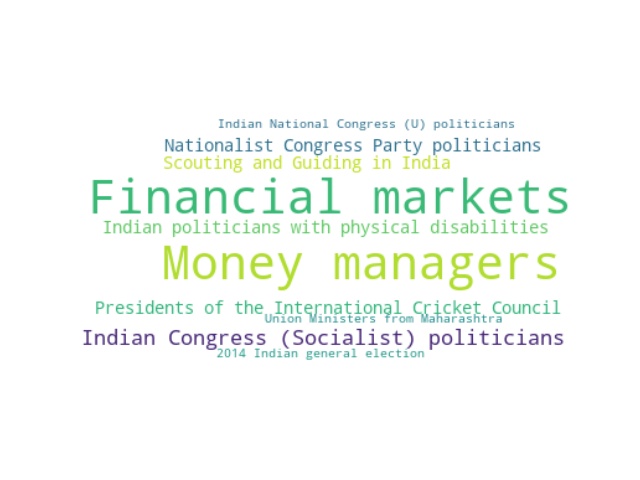 Indian National Congress (U) politicians
Nationalist Congress Party politicians
Scouting and Guiding in India
Financial markets
Indian politicians with physical disabilities
Money managers
Presidents of the International Cricket Council
Union Ministers from Maharashtra
Indian Congress (Socialist) politicians
2014 Indian general election